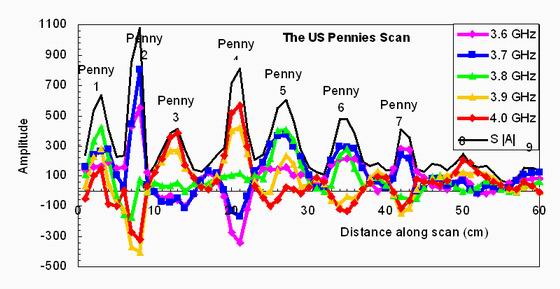 The US Pennies Scan
1100
900
700
500
300
100
-100
-300
-500
Amplitude
Penny
1
Penny
2
Penny
3
Penny
Penny
5
Penny
6
Penny
7
8
9
3.6 GHz
3.7 GHz
3.8 GHz
3.9 GHz
4.0 GHz
S |A|
0 10 20 30 40 50 60
Distance along scan (cm)